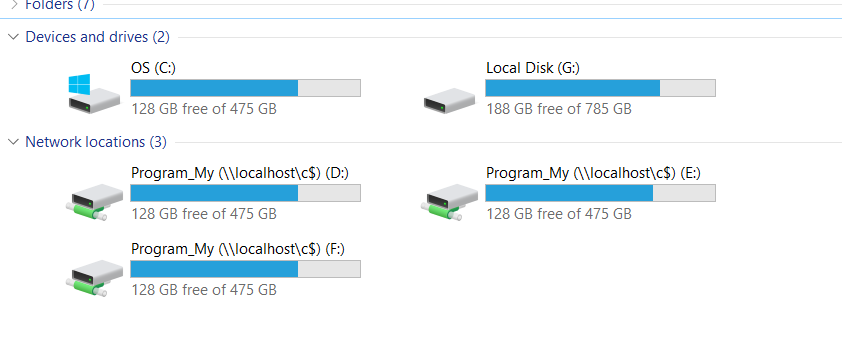 Folders (7)
Devices and drives (2)
OS (C:)
128 GB free of 475 GB
Local Disk (G:)
188 GB free of 785 GB
Network locations (3)
Program_My (\\localhost\c$) (D:)
128 GB free of 475 GB
Program_My (\\localhost\c$) (E:)
128 GB free of 475 GB
Program_My (\\localhost\c$) (F:)
128 GB free of 475 GB